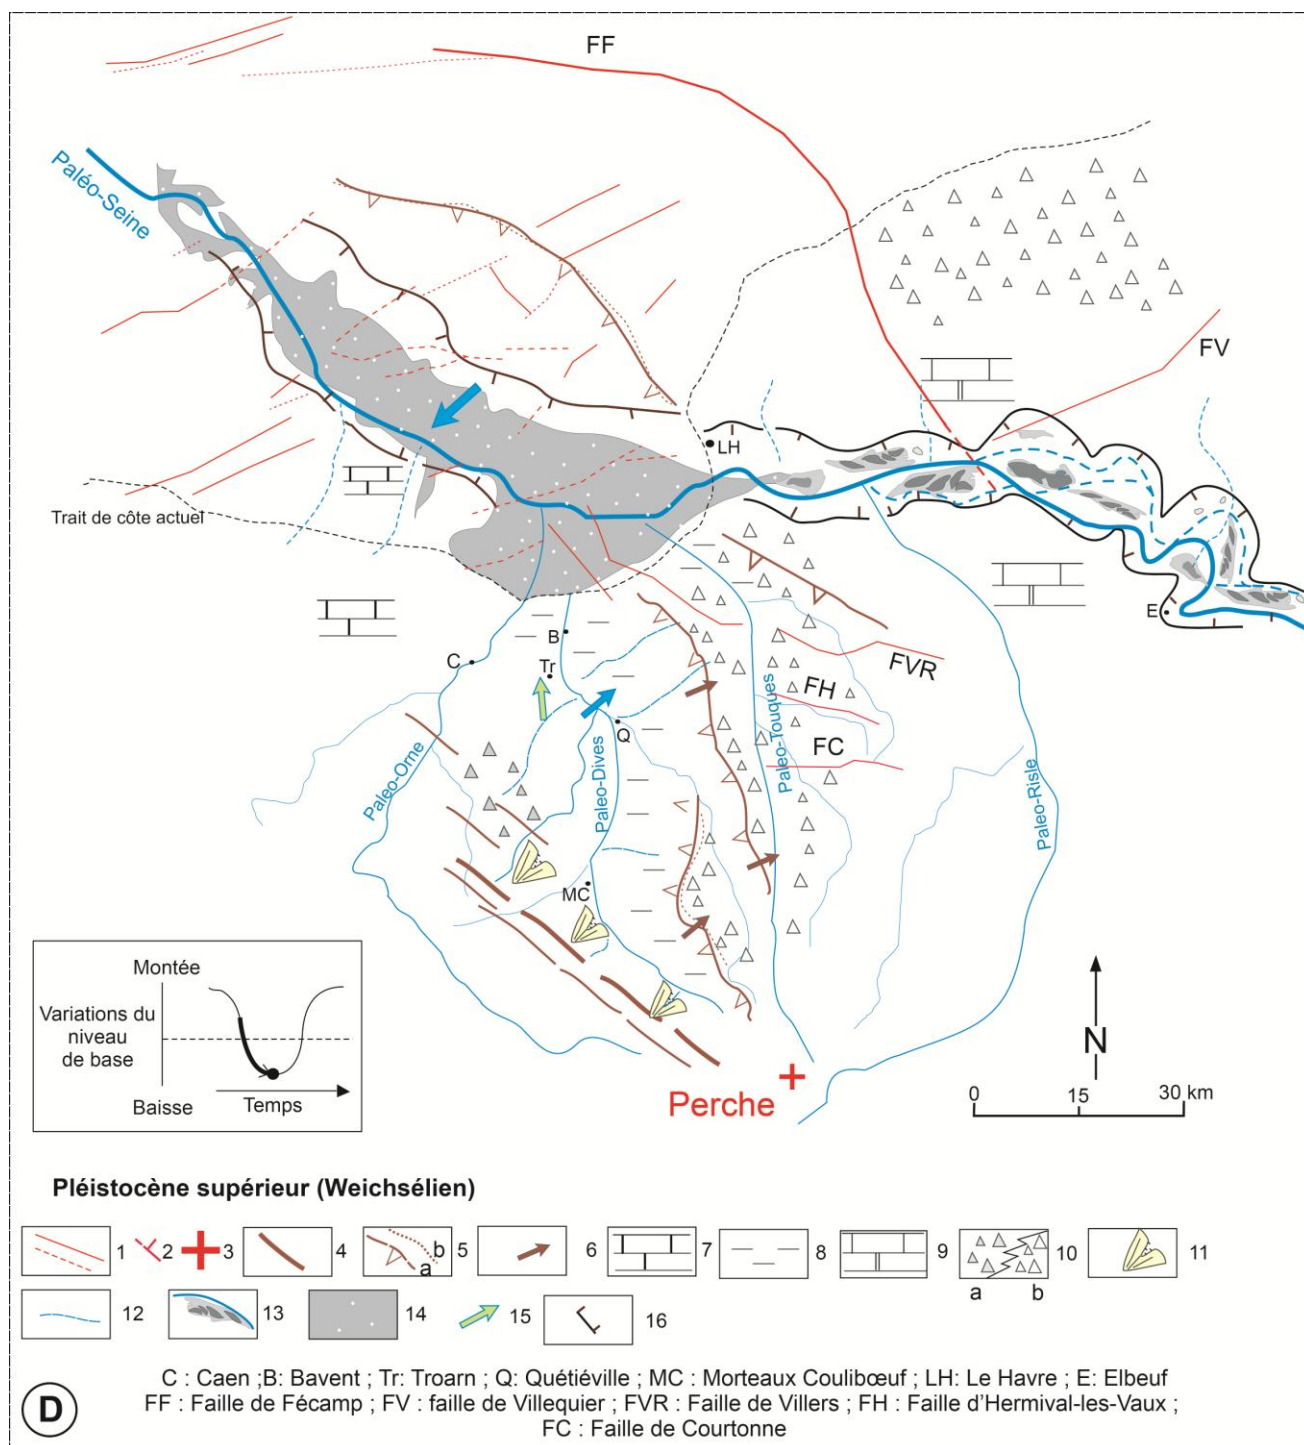 FF
Paléo-Seine
FV
LH
Trait de côte actuel
E
B
C
Tr
FVR
FH
Q
FC
Paleo-Orne
Paleo-Dives
Paleo-Touques
Paleo-Risle
MC
Montée
Variations du
niveau
de base
Baisse
Temps
N
Perche
0 15 30 km
Pléistocène supérieur (Weichsélien)
1 2 3 4 b a 5 6 7 8 9 a b 10 11
12 13 14 15 16
C : Caen ;B: Bavent ; Tr: Troarn ; Q: Quétiéville ; MC : Morteaux Coulibœuf ; LH: Le Havre ; E: Elbeuf
FF : Faille de Fécamp ; FV : faille de Villequier ; FVR : Faille de Villers ; FH : Faille d'Hermival-les-Vaux ;
FC : Faille de Courtonne
D